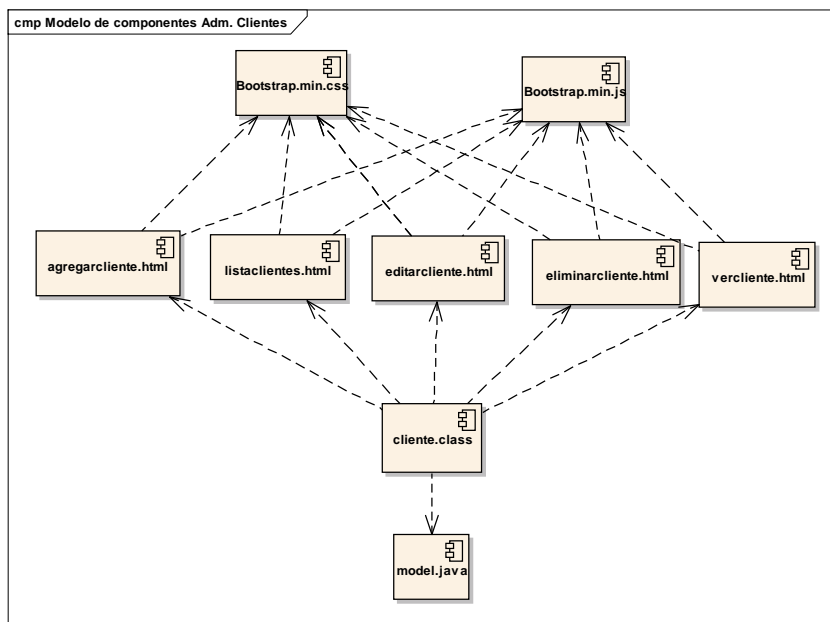 cmp Modelo de componentes Adm. Clientes
Bootstrap.min.css
Bootstrap.min.js
agregarcliente.html
listaclientes.html
editarcliente.html
eliminarcliente.html
vercliente.html
cliente.class
model.java